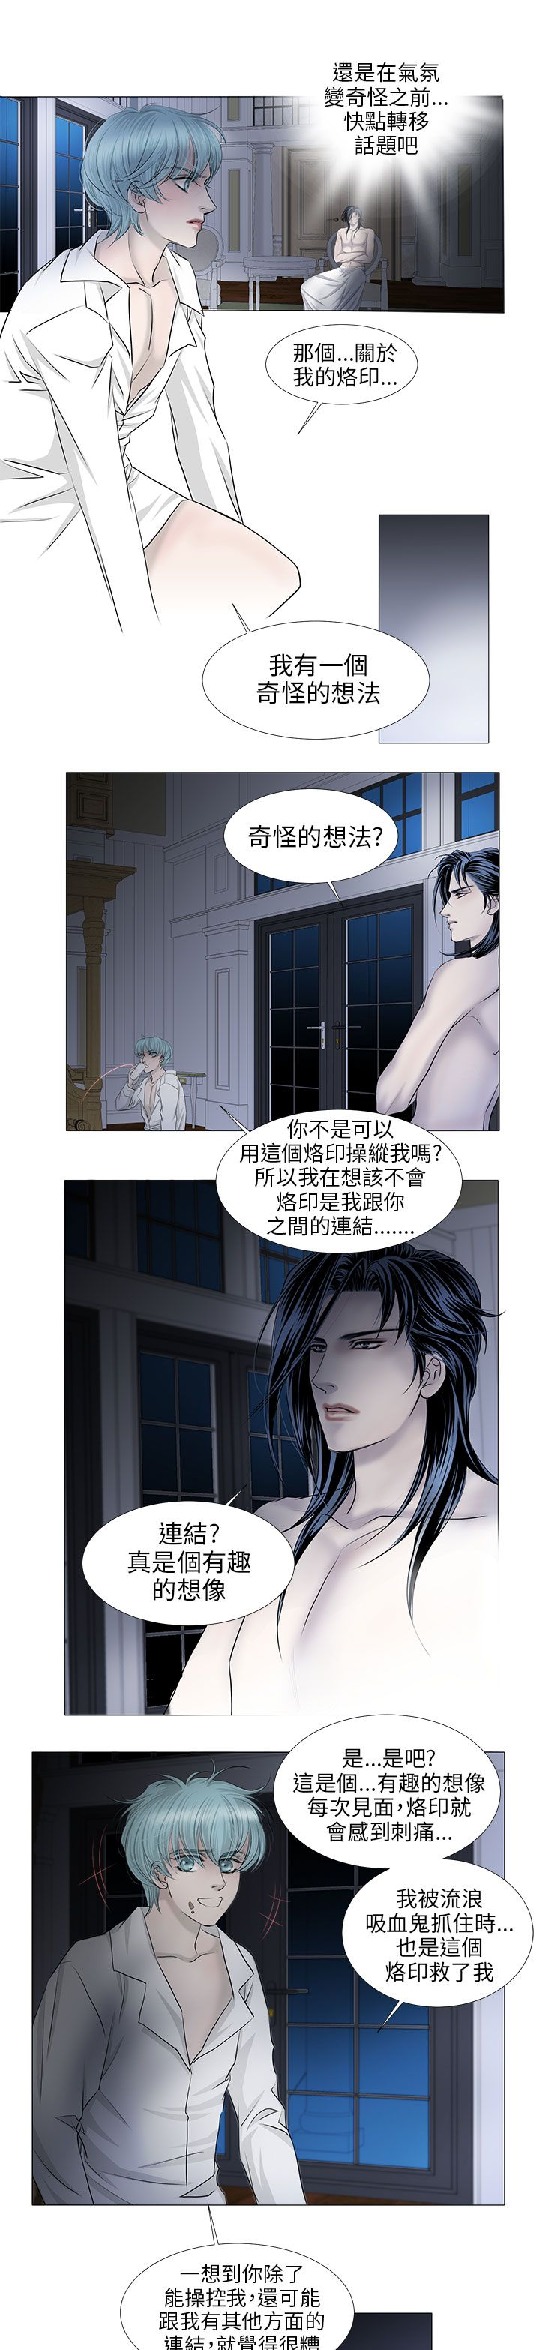 還是在氣氛
變奇怪之前...
快點轉移
話題吧
那個...關於
我的烙印...
我有一個
奇怪的想法
奇怪的想法?
你不是可以
用這個烙印操縱我嗎?
所以我在想該不會
烙印是我跟你
之間的連結.......
連結?
真是個有趣
的想像
是...是吧?
這是個...有趣的想像
每次見面,烙印就
會感到刺痛...
我被流浪
吸血鬼抓住時...
也是這個
烙印救了我
一想到你除了
能操控我,還可能
跟我有其他方面的
連結,就覺得很糟